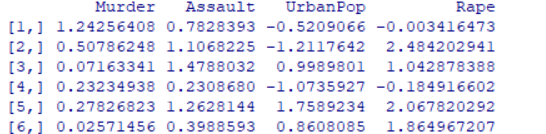 Murder Assault UrbanPop Rape
[1,] 1.24256408 0.7828393 -0.5209066 -0.003416473
[2,] 0.50786248 1.1068225 -1.2117642 2.484202941
[3,] 0.07163341 1.4788032 0.9989801 1.042878388
[4,] 0.23234938 0.2308680 -1.0735927 -0.184916602
[5,] 0.27826823 1.2628144 1.7589234 2.067820292
[6,] 0.02571456 0.3988593 0.8608085 1.864967207